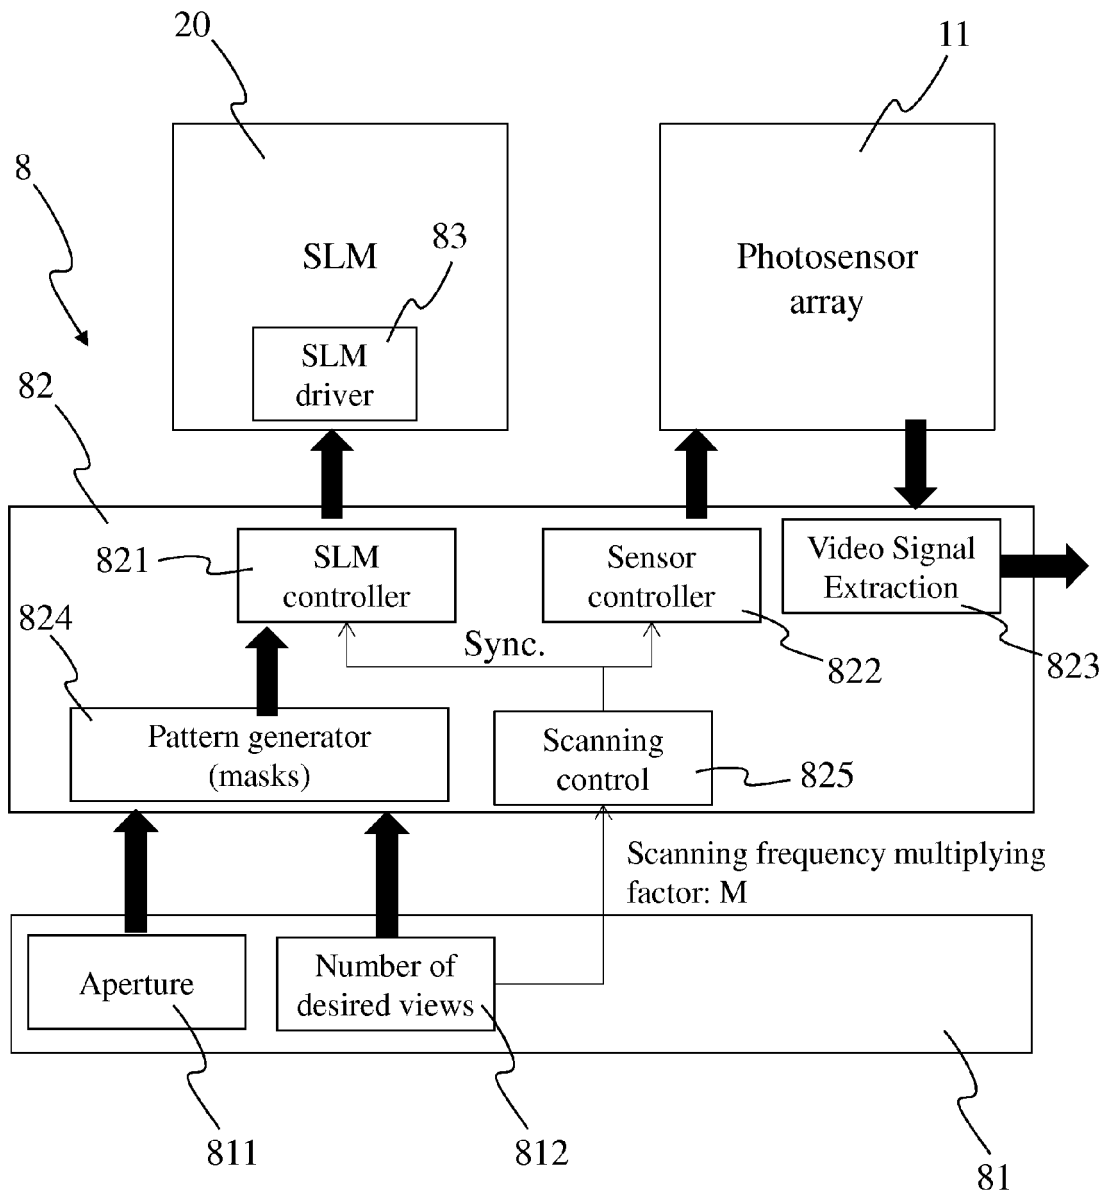 20
11
8
SLM
83
Photosensor
array
SLM
driver
82
821
SLM
controller
Sensor
controller
Video Signal
Extraction
824
Sync.
822
823
Pattern generator
(masks)
Scanning
control
825
Scanning frequency multiplying
factor: M
Aperture
Number of
desired views
811
812
81